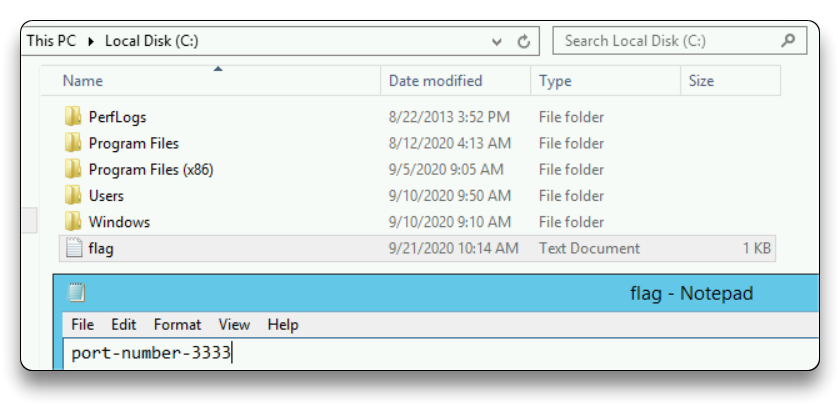 This PC ▸ Local Disk (C:) Search Local Disk (C:)
Name Date modified Type Size
PerfLogs 8/22/2013 3:52 PM File folder
Program Files 8/12/2020 4:13 AM File folder
Program Files (x86) 9/5/2020 9:05 AM File folder
Users 9/10/2020 9:50 AM File folder
Windows 9/10/2020 9:10 AM File folder
flag 9/21/2020 10:14 AM Text Document 1 KB
flag - Notepad
File Edit Format View Help
port-number-3333